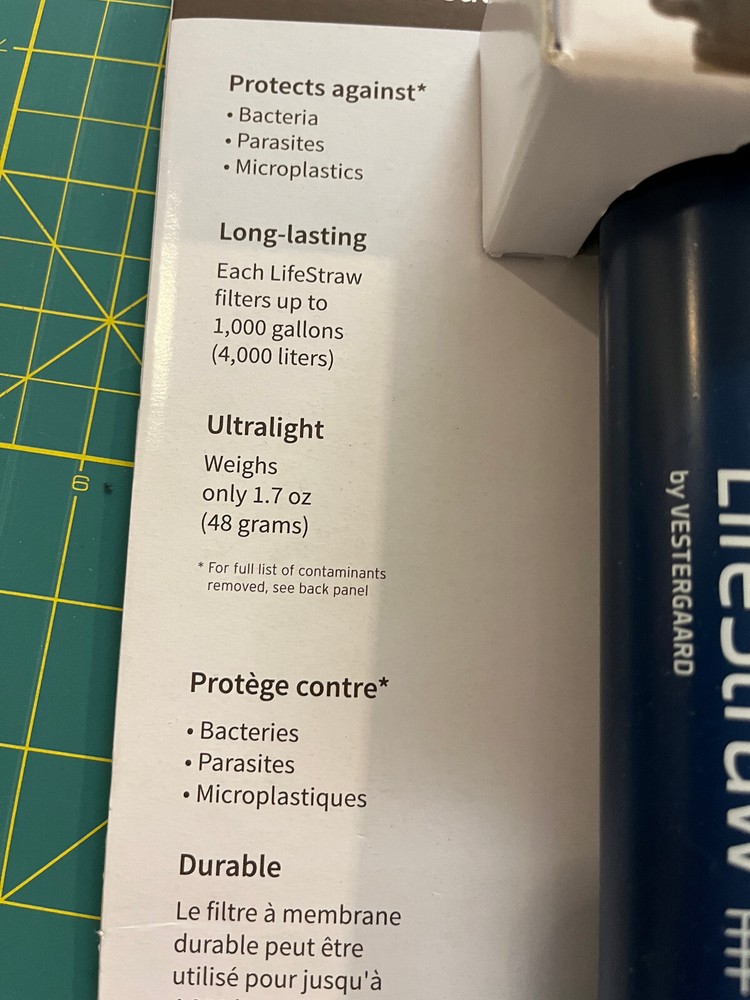 Protects against*
• Bacteria
• Parasites
• Microplastics
Long-lasting
Each LifeStraw
filters up to
1,000 gallons
(4,000 liters)
Ultralight
Weighs
only 1.7 oz
(48 grams)
* For full list of contaminants
removed, see back panel
Protège contre*
• Bacteries
• Parasites
• Microplastiques
Durable
Le filtre à membrane
durable peut être
utilisé pour jusqu'à
6
LifeStraw
by VESTERGAARD